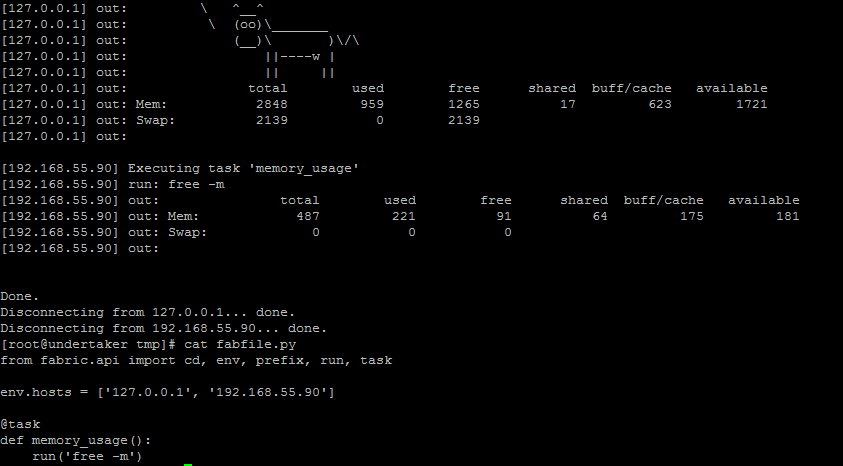 [127.0.0.1] out:         \   ^__^
[127.0.0.1] out:          \  (oo)\_______
[127.0.0.1] out:             (__)\       )\/\
[127.0.0.1] out:                 ||----w |
[127.0.0.1] out:                 ||     ||
[127.0.0.1] out:               total        used        free      shared  buff/cache   available
[127.0.0.1] out: Mem:           2848         959        1265          17         623        1721
[127.0.0.1] out: Swap:          2139           0        2139
[127.0.0.1] out:
[192.168.55.90] Executing task 'memory_usage'
[192.168.55.90] run: free -m
[192.168.55.90] out:               total        used        free      shared  buff/cache   available
[192.168.55.90] out: Mem:            487         221          91          64         175         181
[192.168.55.90] out: Swap:             0           0           0
[192.168.55.90] out:
Done.
Disconnecting from 127.0.0.1... done.
Disconnecting from 192.168.55.90... done.
[root@undertaker tmp]# cat fabfile.py
from fabric.api import cd, env, prefix, run, task
env.hosts = ['127.0.0.1', '192.168.55.90']
@task
def memory_usage():
    run('free -m')